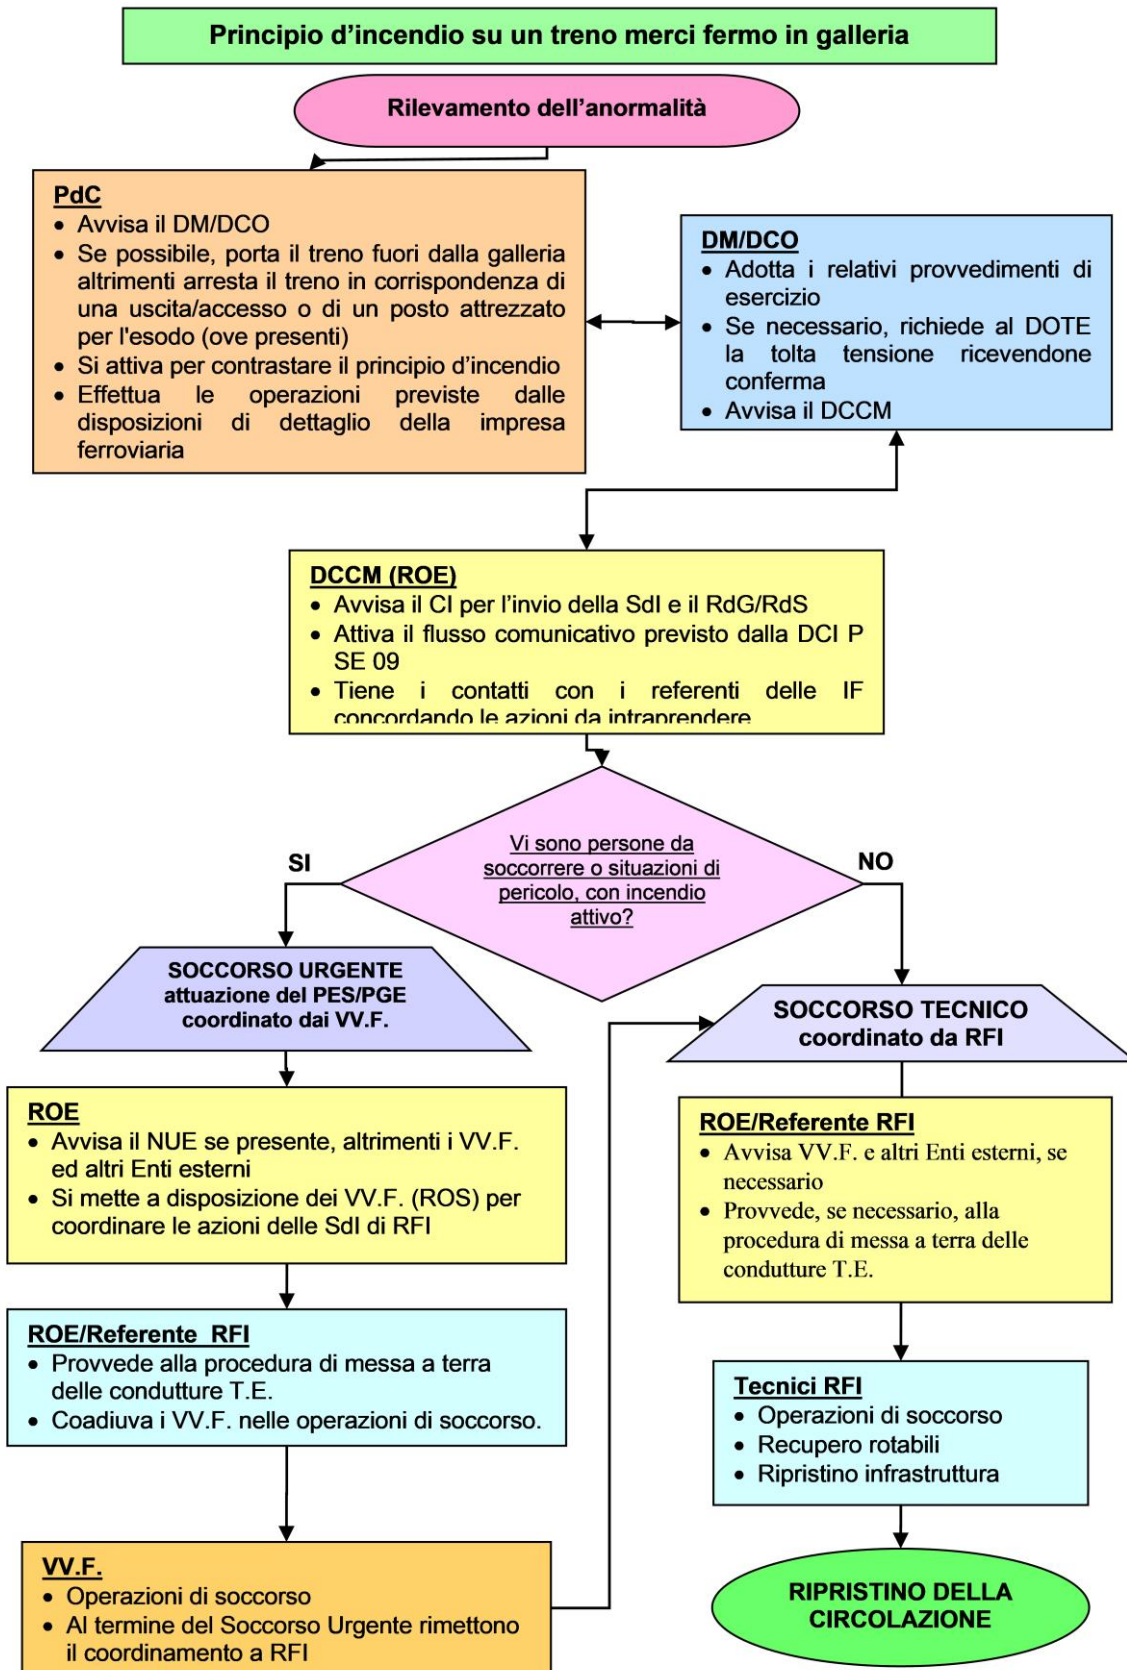 Principio d'incendio su un treno merci fermo in galleria
Rilevamento dell'anormalità
PdC
• Avvisa il DM/DCO
• Se possibile, porta il treno fuori dalla galleria
altrimenti arresta il treno in corrispondenza di
una uscita/accesso o di un posto attrezzato
per l'esodo (ove presenti)
• Si attiva per contrastare il principio d'incendio
• Effettua le operazioni previste dalle
disposizioni di dettaglio della impresa
ferroviaria
DM/DCO
• Adotta i relativi provvedimenti di
esercizio
• Se necessario, richiede al DOTE
la tolta tensione ricevendone
conferma
• Avvisa il DCCM
DCCM (ROE)
• Avvisa il CI per l'invio della SdI e il RdG/RdS
• Attiva il flusso comunicativo previsto dalla DCI P
SE 09
• Tiene i contatti con i referenti delle IF
concordando le azioni da intraprendere
Vi sono persone da
soccorrere o situazioni di
pericolo, con incendio
attivo?
SI
NO
SOCCORSO URGENTE
attuazione del PES/PGE
coordinato dai VV.F.
ROE
• Avvisa il NUE se presente, altrimenti i VV.F.
ed altri Enti esterni
• Si mette a disposizione dei VV.F. (ROS) per
coordinare le azioni delle SdI di RFI
ROE/Referente RFI
• Provvede alla procedura di messa a terra
delle condutture T.E.
• Coadiuva i VV.F. nelle operazioni di soccorso.
VV.F.
• Operazioni di soccorso
• Al termine del Soccorso Urgente rimettono
il coordinamento a RFI
SOCCORSO TECNICO
coordinato da RFI
ROE/Referente RFI
• Avvisa VV.F. e altri Enti esterni, se
necessario
• Provvede, se necessario, alla
procedura di messa a terra delle
condutture T.E.
Tecnici RFI
• Operazioni di soccorso
• Recupero rotabili
• Ripristino infrastruttura
RIPRISTINO DELLA
CIRCOLAZIONE